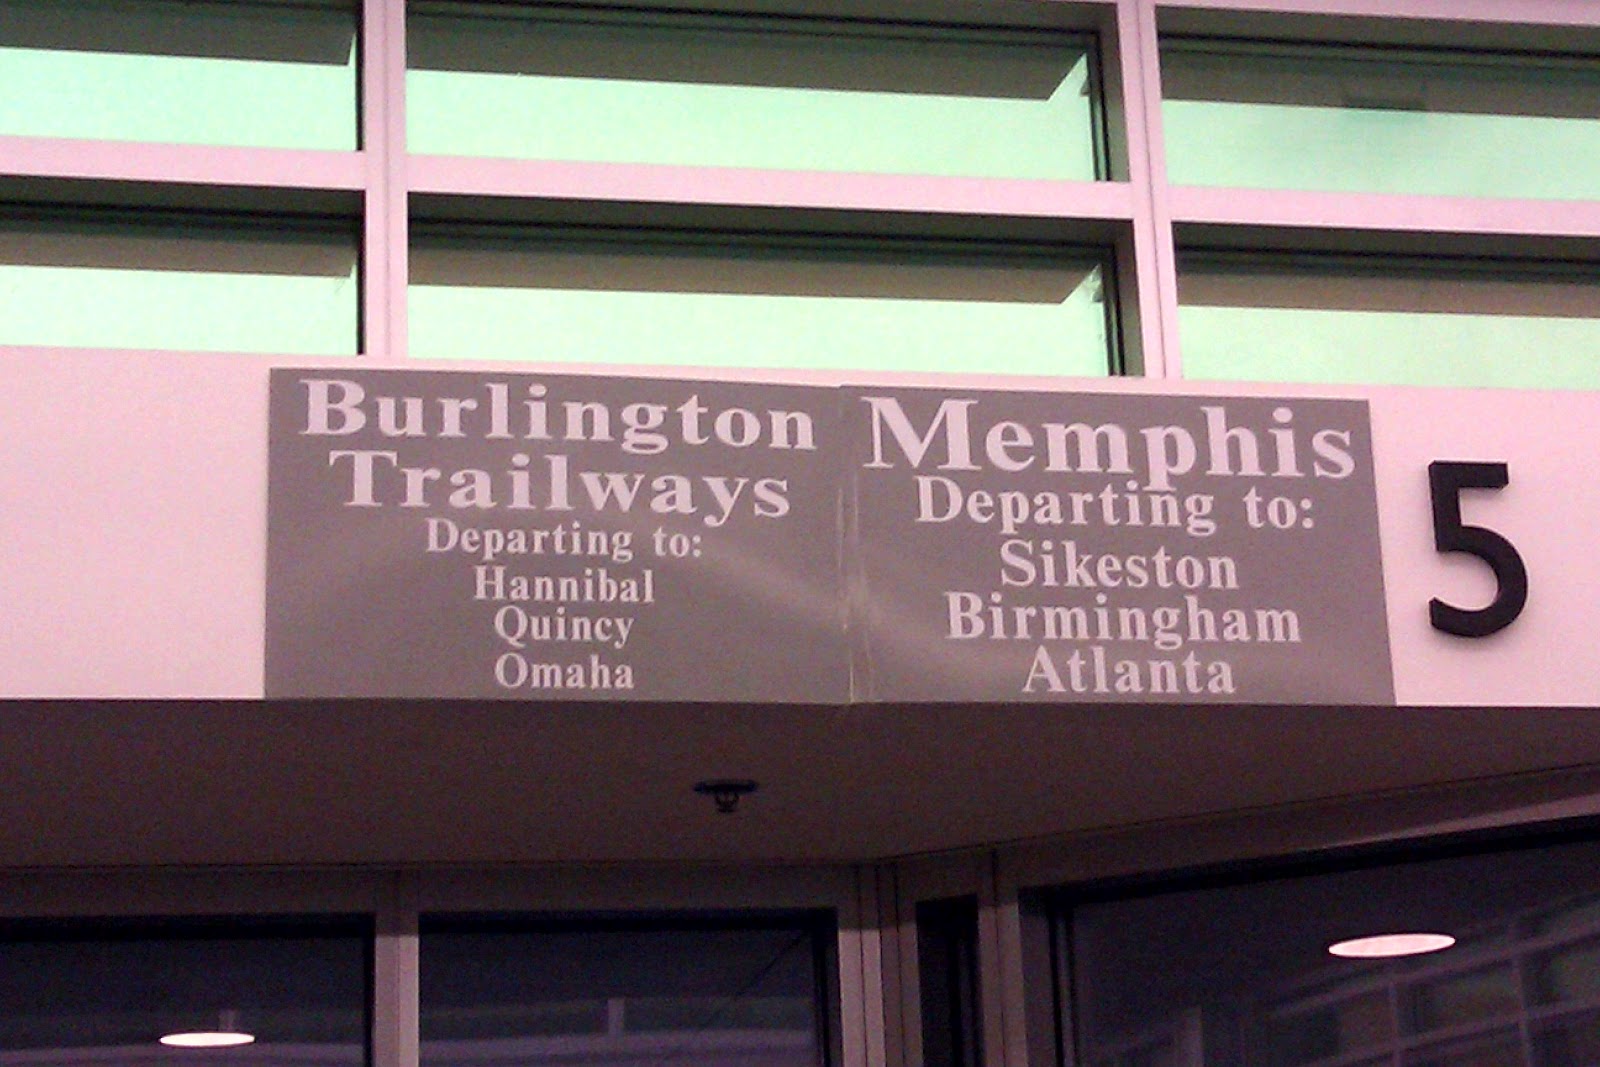 Burlington
Trailways
Departing to:
Hannibal
Quincy
Omaha
Memphis
Departing to:
Sikeston
Birmingham
Atlanta
5